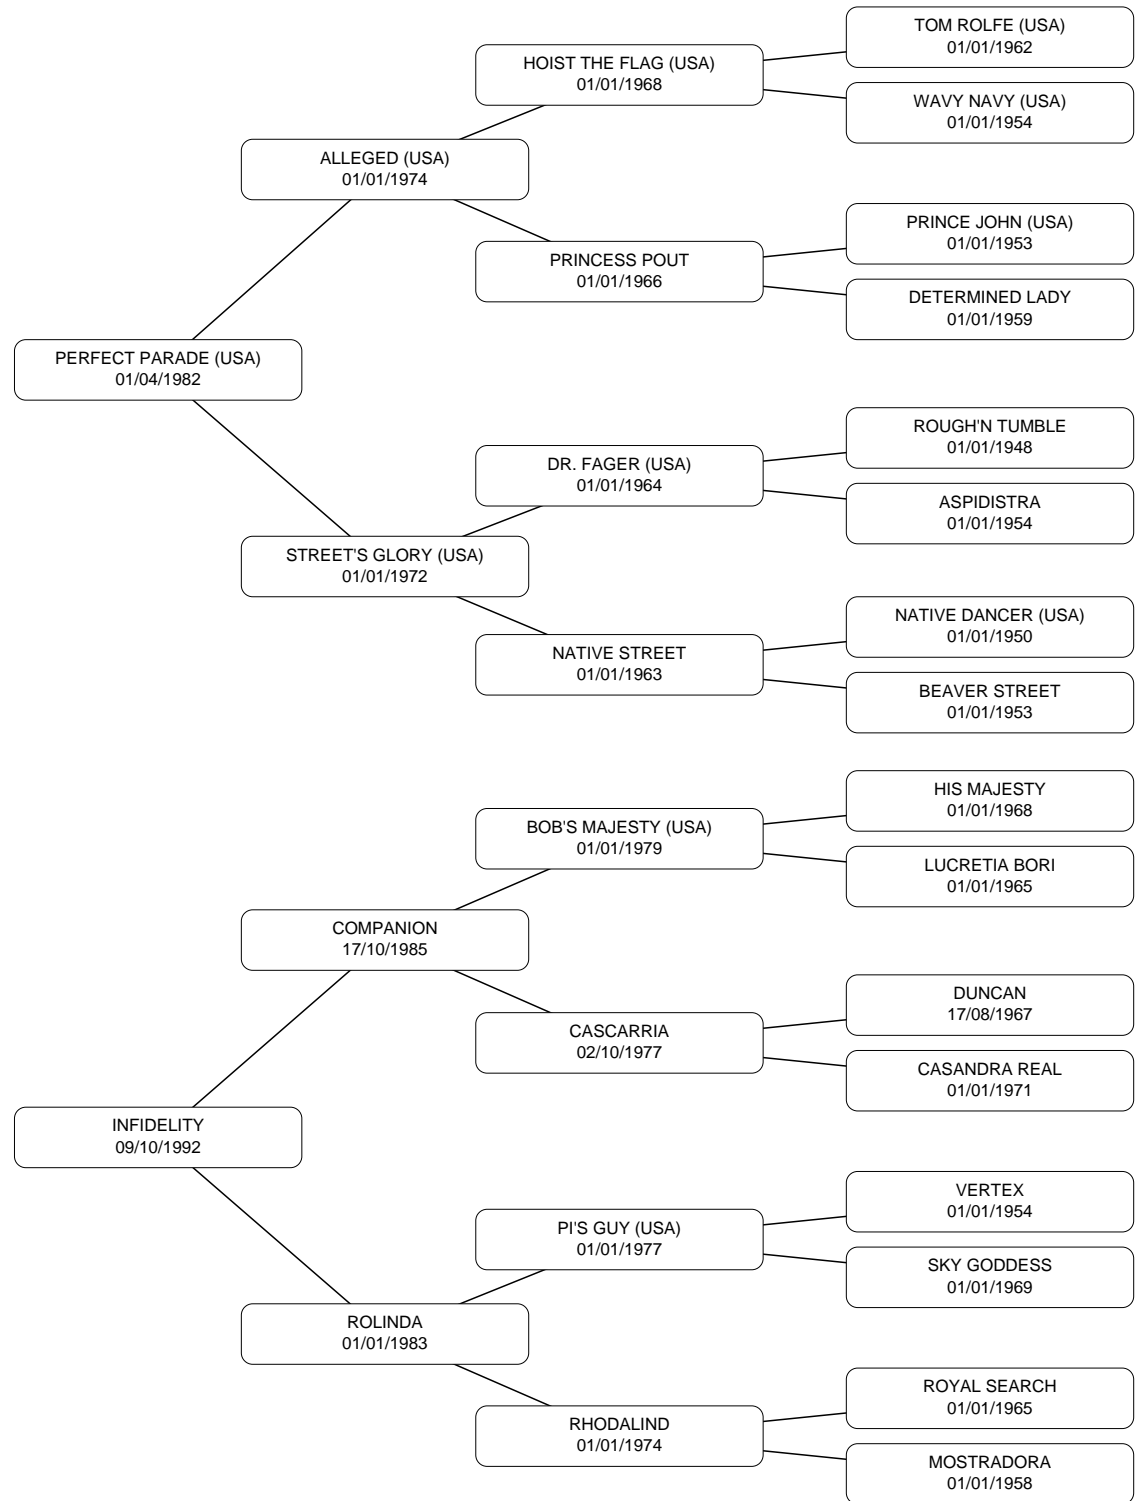 TOM ROLFE (USA)
01/01/1962
HOIST THE FLAG (USA)
01/01/1968
WAVY NAVY (USA)
01/01/1954
ALLEGED (USA)
01/01/1974
PRINCE JOHN (USA)
01/01/1953
PRINCESS POUT
01/01/1966
DETERMINED LADY
01/01/1959
PERFECT PARADE (USA)
01/04/1982
ROUGH'N TUMBLE
01/01/1948
DR. FAGER (USA)
01/01/1964
ASPIDISTRA
01/01/1954
STREET'S GLORY (USA)
01/01/1972
NATIVE DANCER (USA)
01/01/1950
NATIVE STREET
01/01/1963
BEAVER STREET
01/01/1953
HIS MAJESTY
01/01/1968
BOB'S MAJESTY (USA)
01/01/1979
LUCRETIA BORI
01/01/1965
COMPANION
17/10/1985
DUNCAN
17/08/1967
CASCARRIA
02/10/1977
CASANDRA REAL
01/01/1971
INFIDELITY
09/10/1992
VERTEX
01/01/1954
PI'S GUY (USA)
01/01/1977
SKY GODDESS
01/01/1969
ROLINDA
01/01/1983
ROYAL SEARCH
01/01/1965
RHODALIND
01/01/1974
MOSTRADORA
01/01/1958